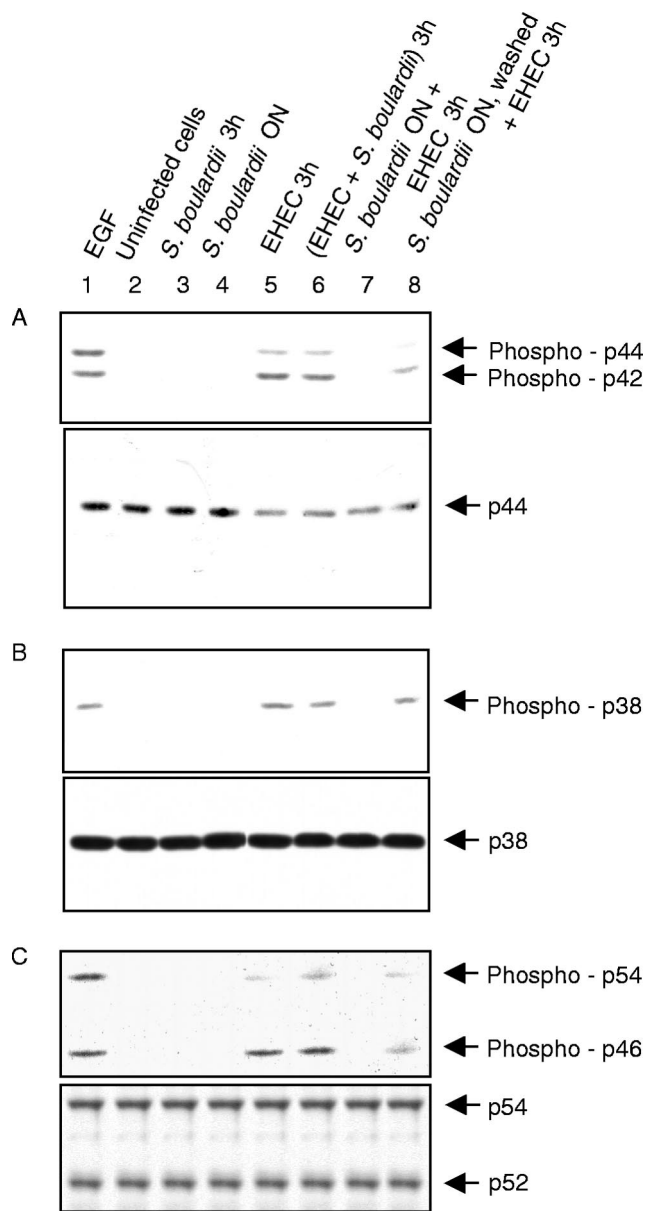 EGF
Uninfected cells
S. boulardii 3h
S. boulardii ON
EHEC 3h
(EHEC + S. boulardii) 3h
S. boulardii ON +
EHEC 3h
S. boulardii ON, washed
+ EHEC 3h
1 2 3 4 5 6 7 8
A
Phospho - p44
Phospho - p42
p44
B
Phospho - p38
p38
C
Phospho - p54
Phospho - p46
p54
p52